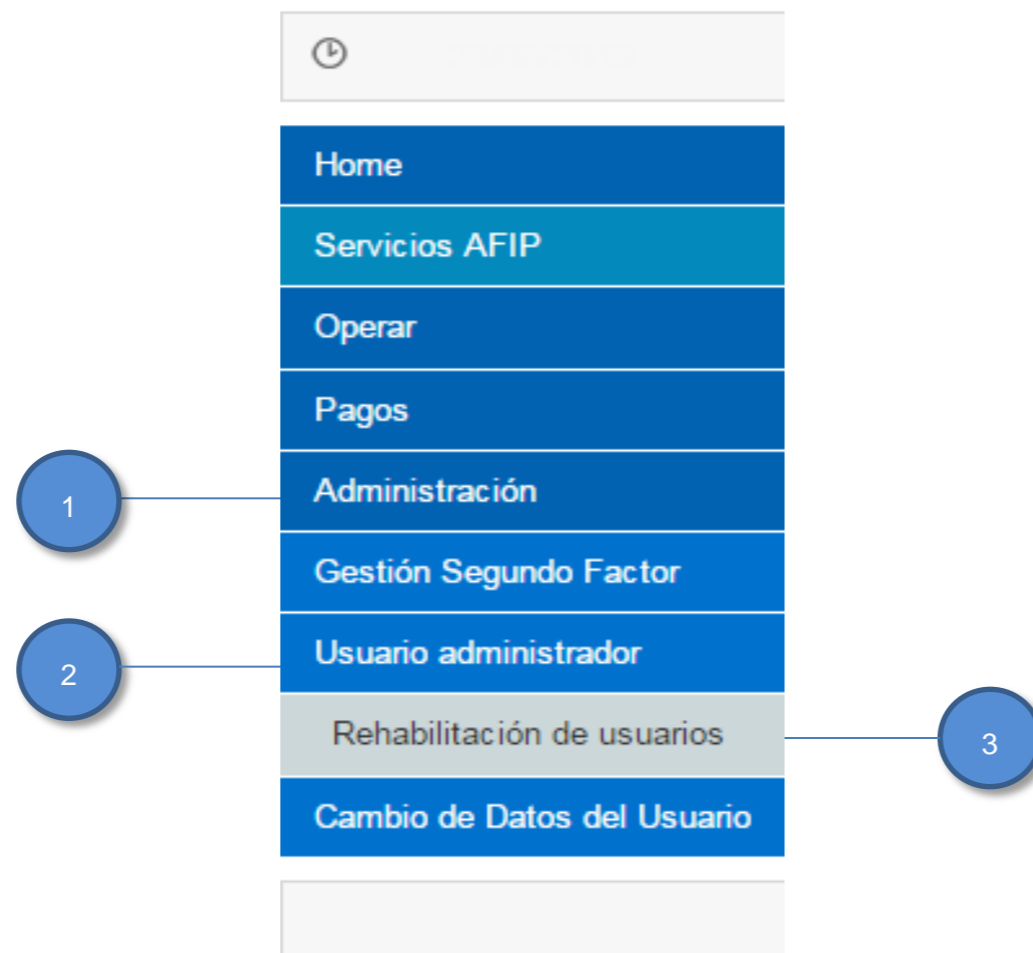 Home
Servicios AFIP
Operar
Pagos
1
Administración
Gestión Segundo Factor
2
Usuario administrador
Rehabilitación de usuarios
3
Cambio de Datos del Usuario